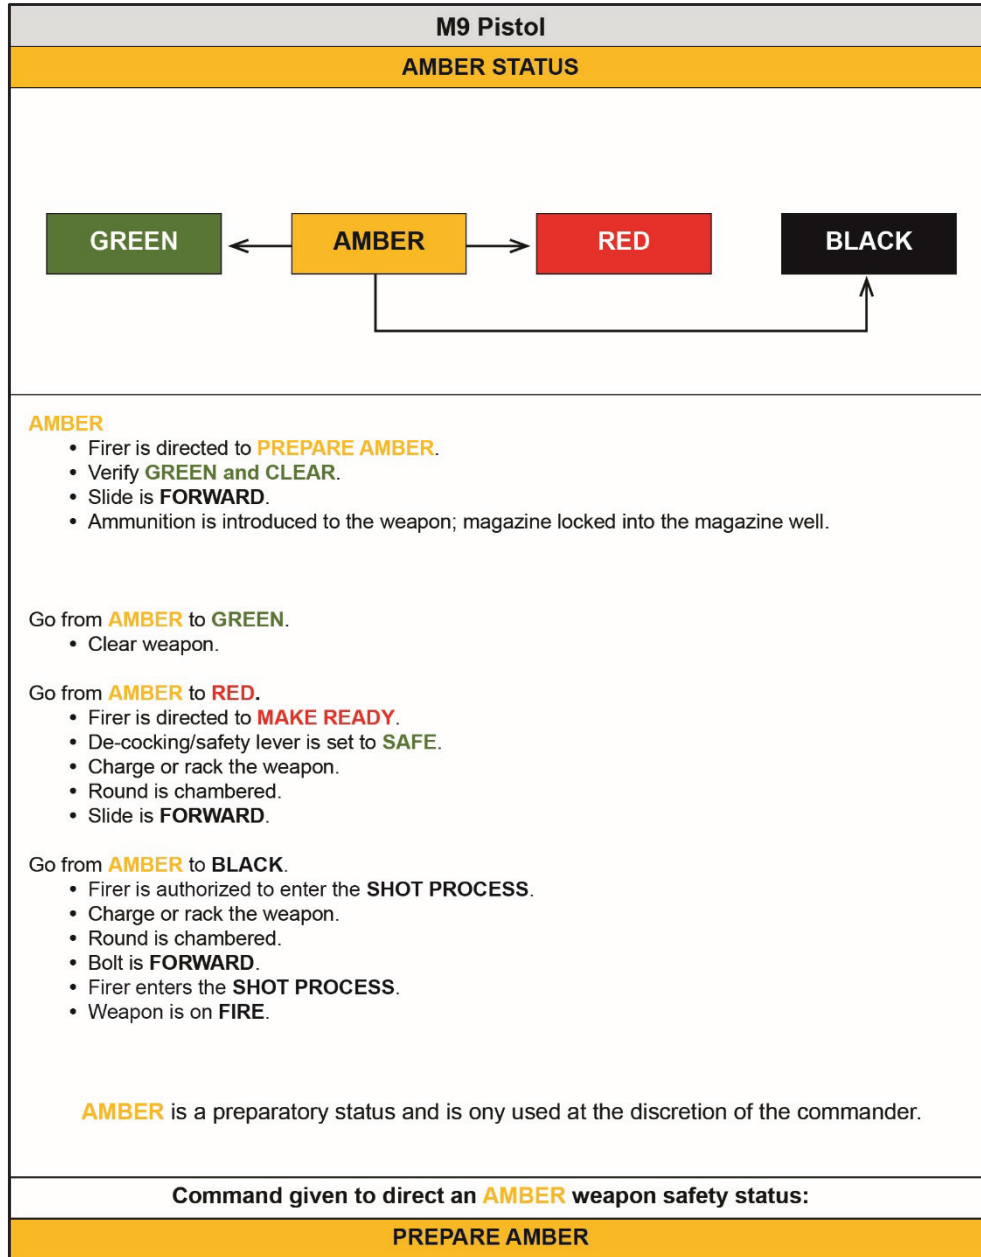 M9 Pistol
AMBER STATUS
GREEN
AMBER
RED
BLACK
AMBER
• Firer is directed to PREPARE AMBER.
• Verify GREEN and CLEAR.
• Slide is FORWARD.
• Ammunition is introduced to the weapon; magazine locked into the magazine well.
Go from AMBER to GREEN.
• Clear weapon.
Go from AMBER to RED.
• Firer is directed to MAKE READY.
• De-cocking/safety lever is set to SAFE.
• Charge or rack the weapon.
• Round is chambered.
• Slide is FORWARD.
Go from AMBER to BLACK.
• Firer is authorized to enter the SHOT PROCESS.
• Charge or rack the weapon.
• Round is chambered.
• Bolt is FORWARD.
• Firer enters the SHOT PROCESS.
• Weapon is on FIRE.
AMBER is a preparatory status and is ony used at the discretion of the commander.
Command given to direct an AMBER weapon safety status:
PREPARE AMBER